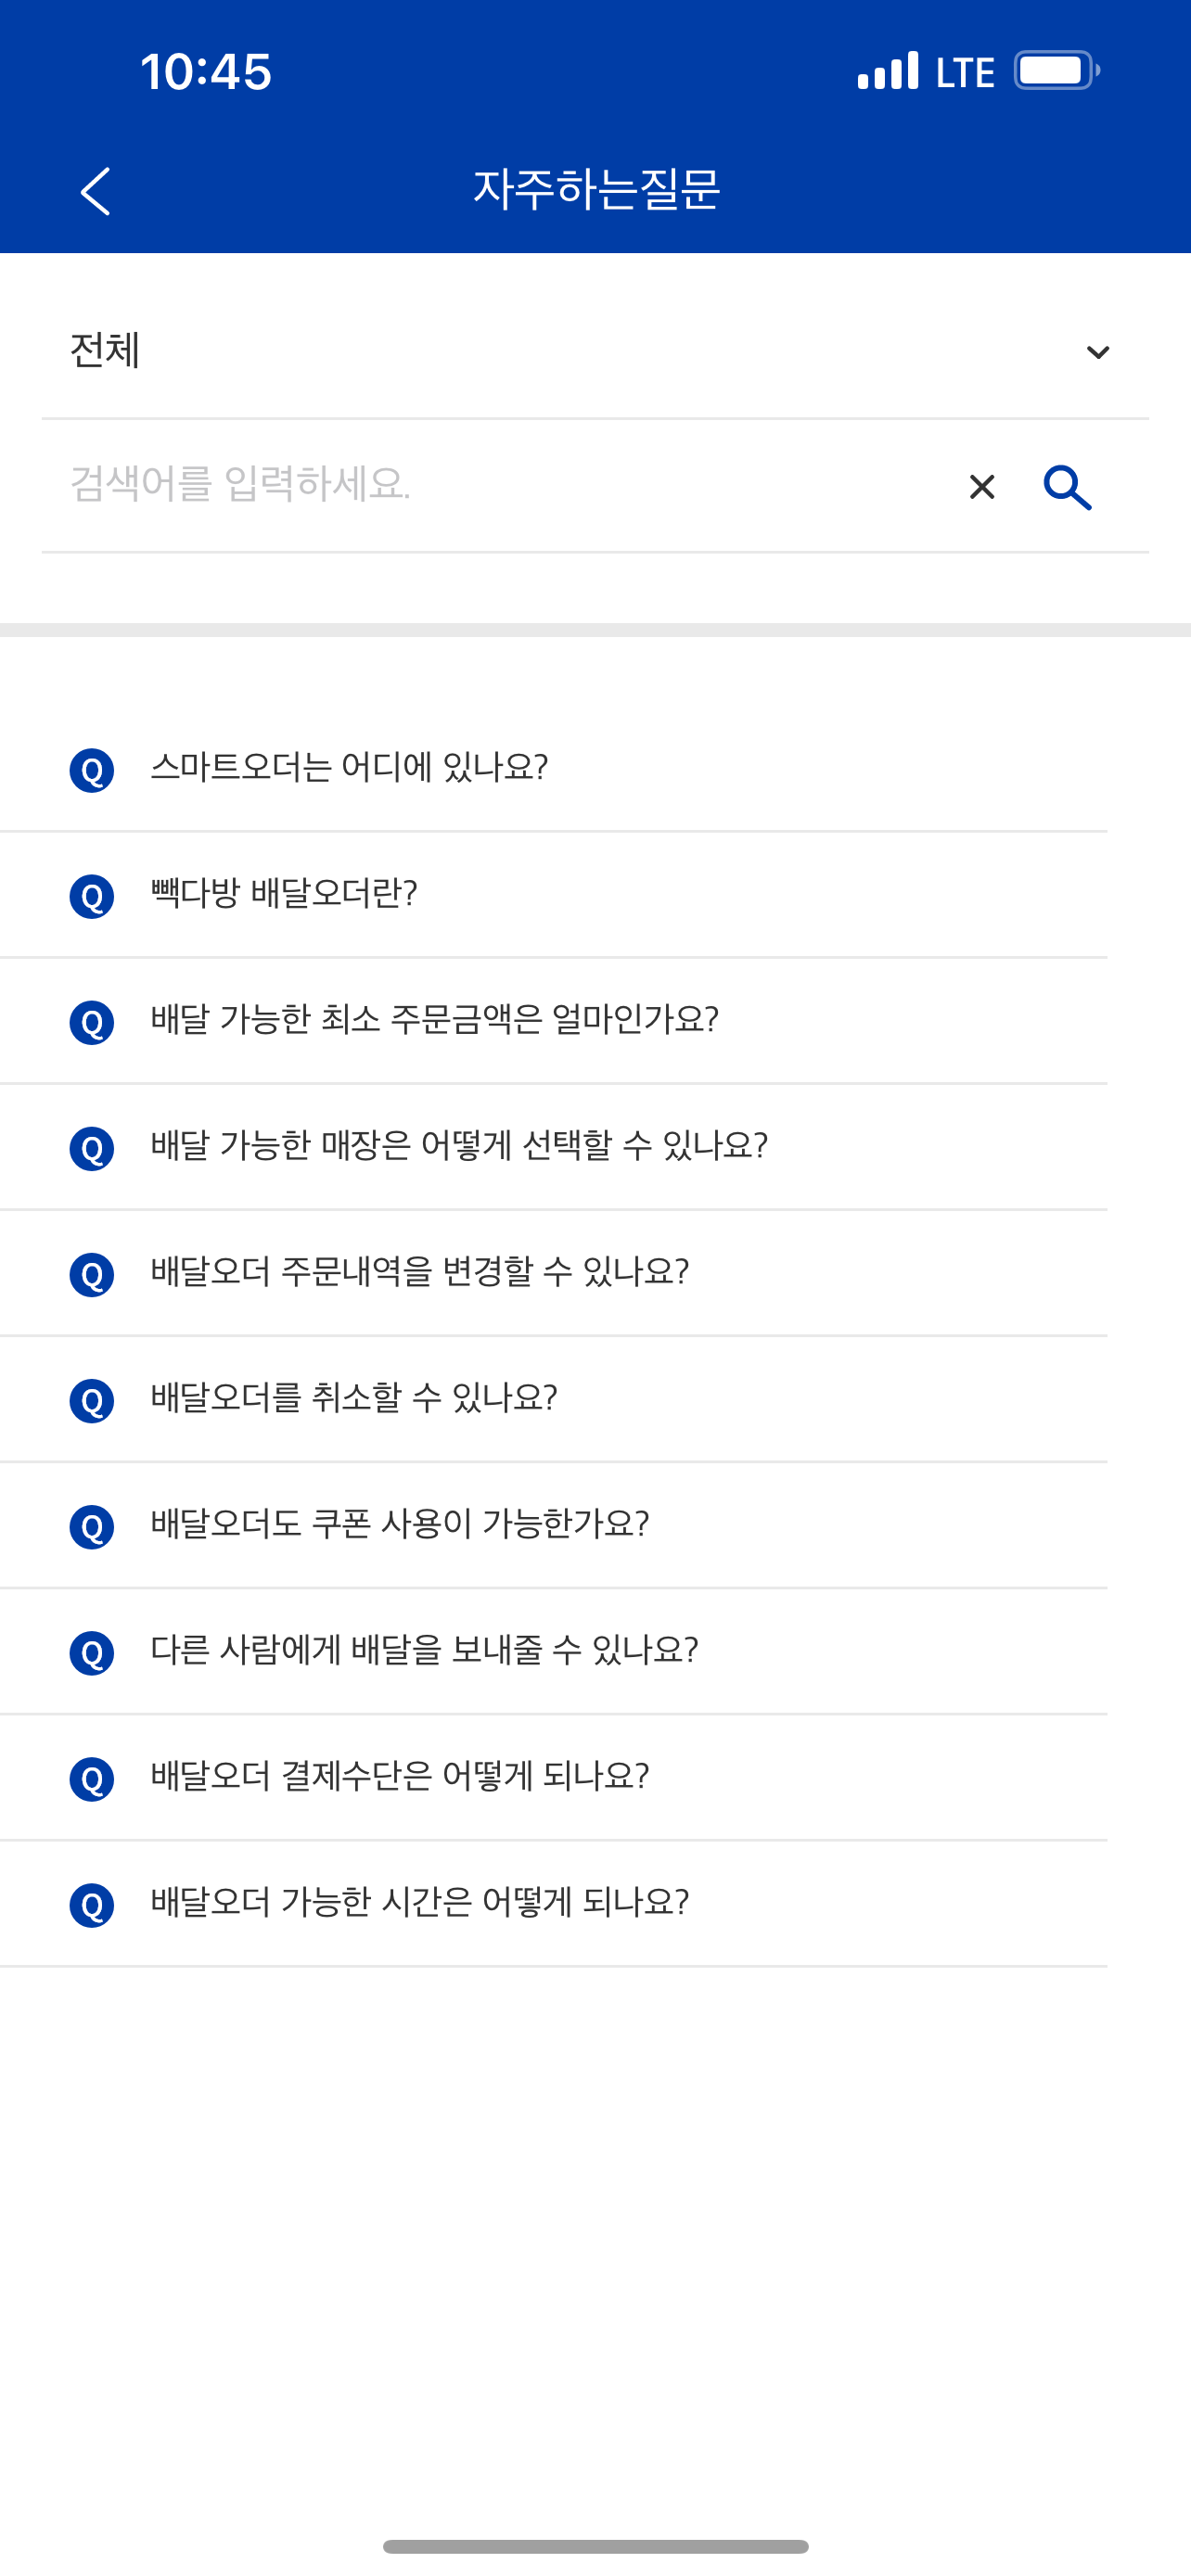 10:45
LTE
자주하는질문
전체
검색어를 입력하세요.
Q 스마트오더는 어디에 있나요?
Q 빽다방 배달오더란?
Q 배달 가능한 최소 주문금액은 얼마인가요?
Q 배달 가능한 매장은 어떻게 선택할 수 있나요?
Q 배달오더 주문내역을 변경할 수 있나요?
Q 배달오더를 취소할 수 있나요?
Q 배달오더도 쿠폰 사용이 가능한가요?
Q 다른 사람에게 배달을 보내줄 수 있나요?
Q 배달오더 결제수단은 어떻게 되나요?
Q 배달오더 가능한 시간은 어떻게 되나요?